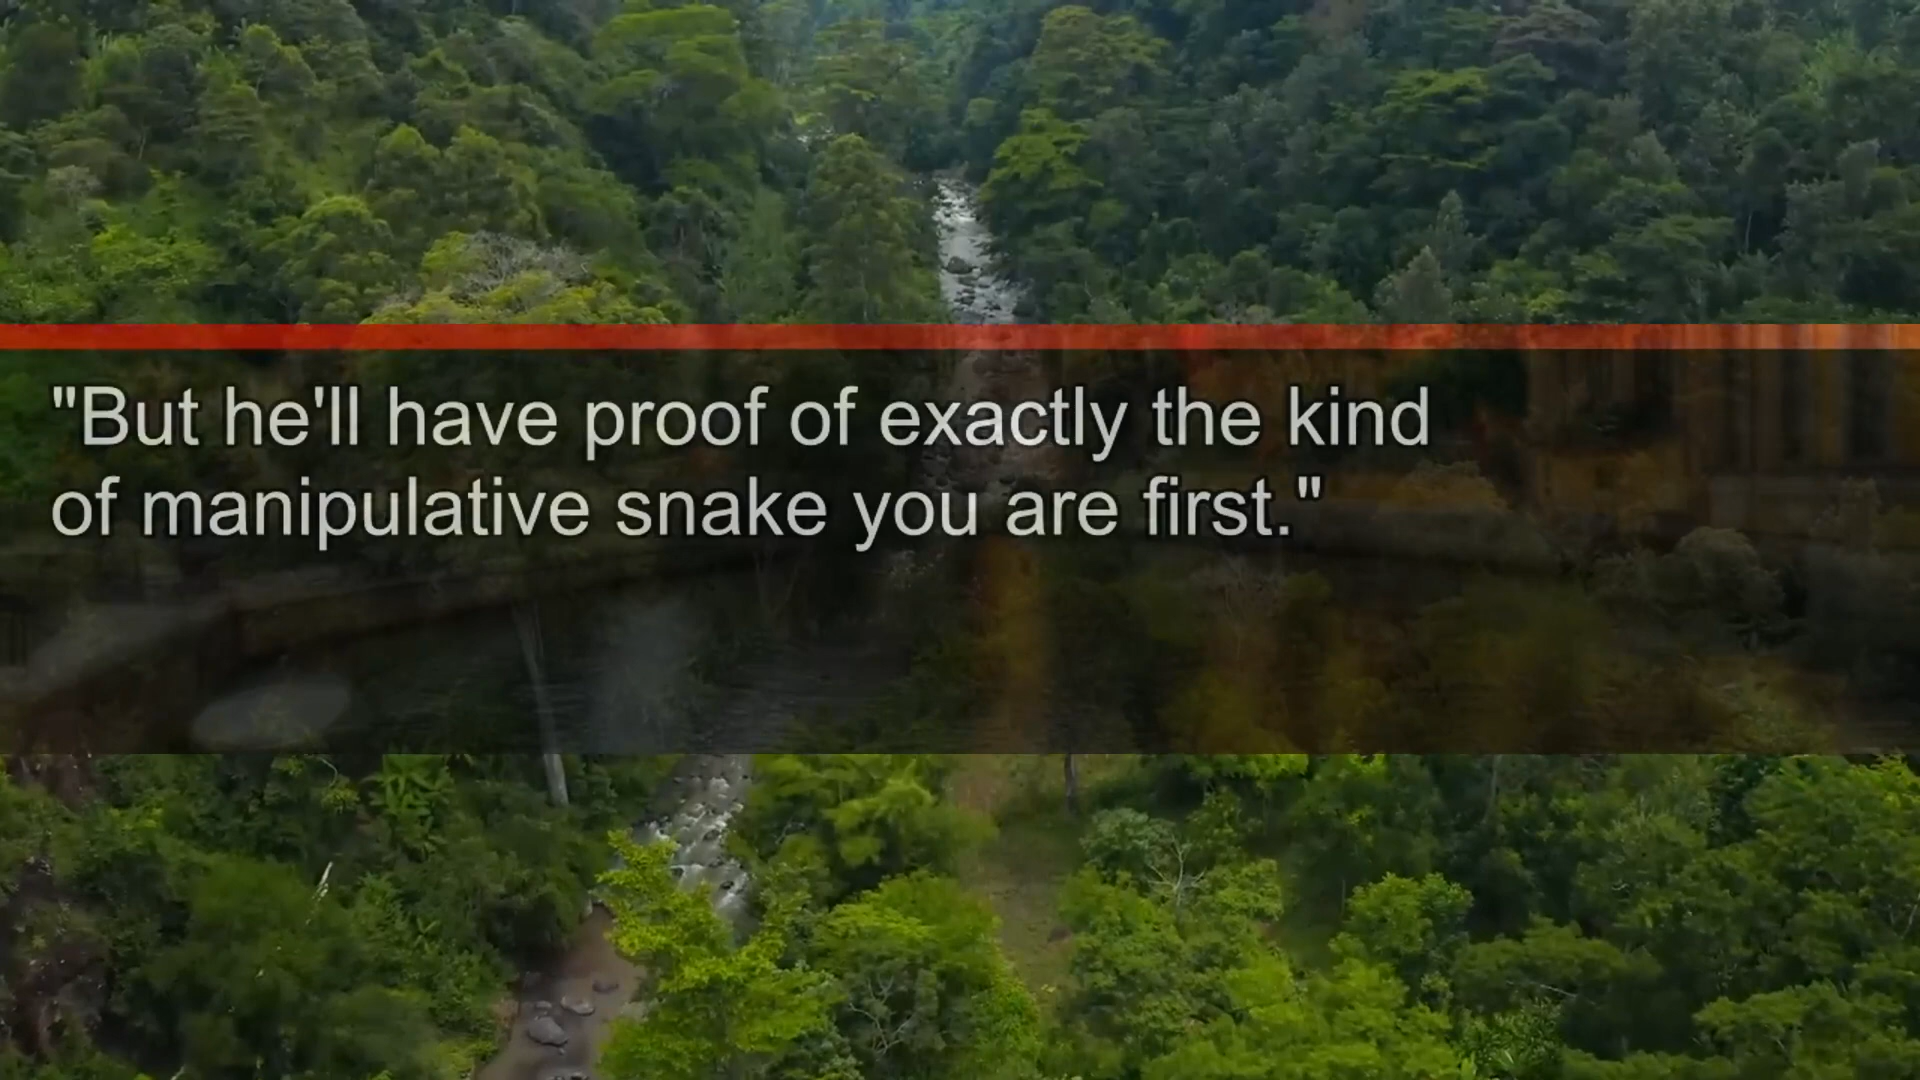 "But he'll have proof of exactly the kind
of manipulative snake you are first."